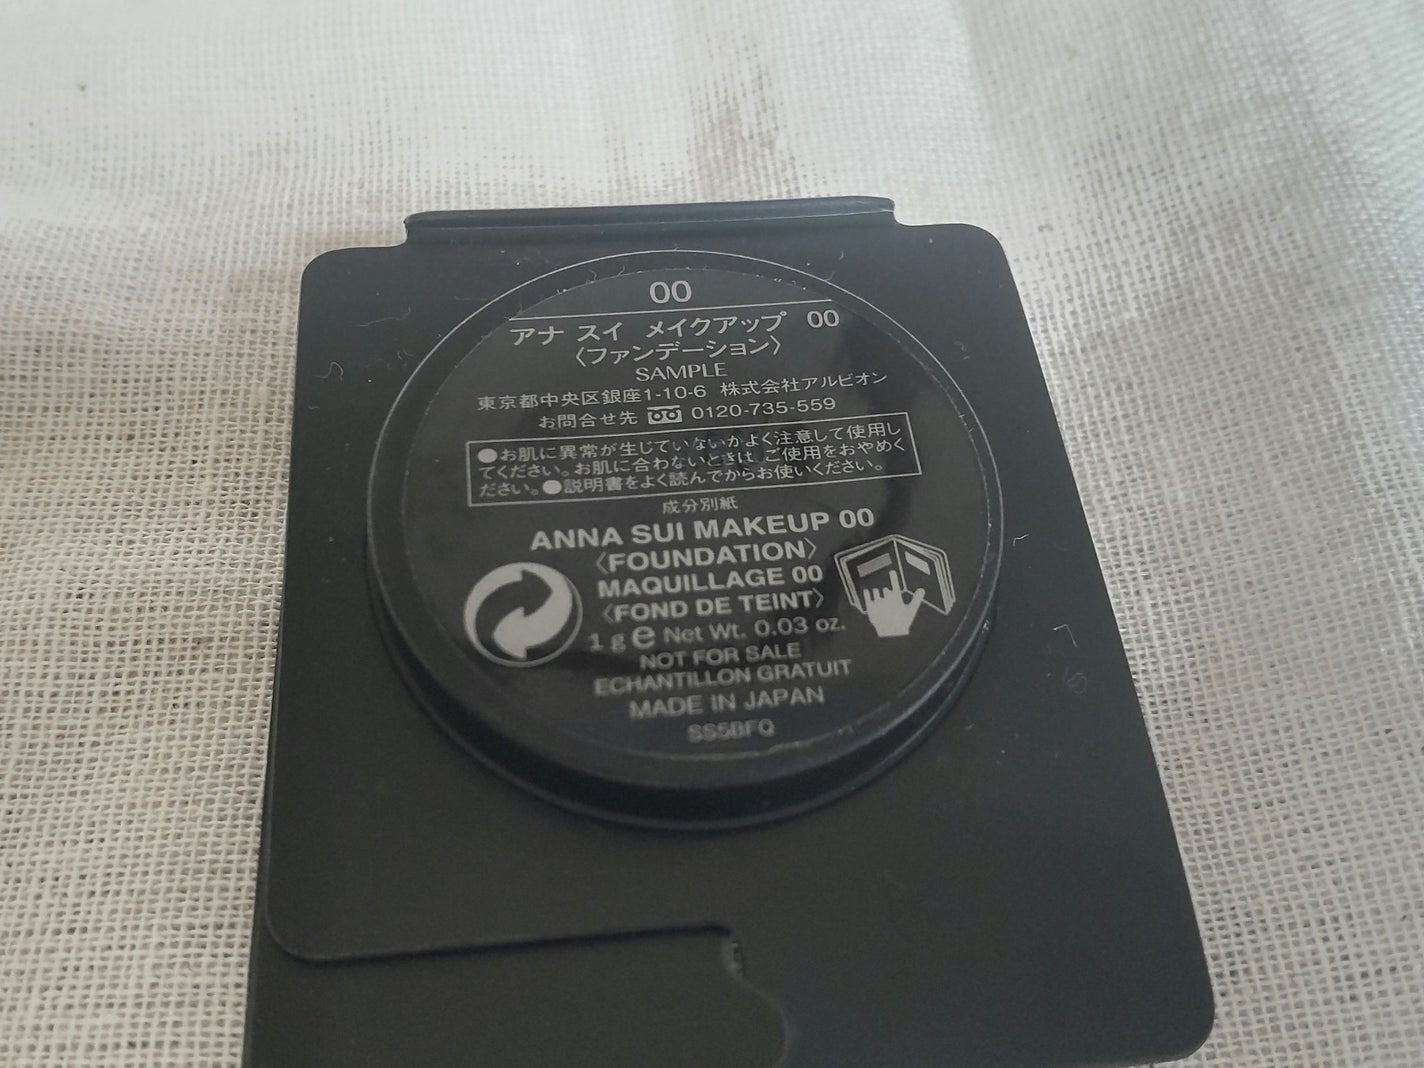 00
アナ スイ メイクアップ 00
〈ファンデーション〉
SAMPLE
東京都中央区銀座1-10-6 株式会社アルビオン
お問合せ先 0120-735-559
●お肌に異常が生じていないかよく注意して使用し
てください。お肌に合わないときは、ご使用をおやめく
ださい。●説明書をよく読んでからお使いください。
成分別紙
ANNA SUI MAKEUP 00
〈FOUNDATION〉
MAQUILLAGE 00
〈FOND DE TEINT〉
1 g e Net Wt. 0.03 oz.
NOT FOR SALE
ECHANTILLON GRATUIT
MADE IN JAPAN
SS5BFQ